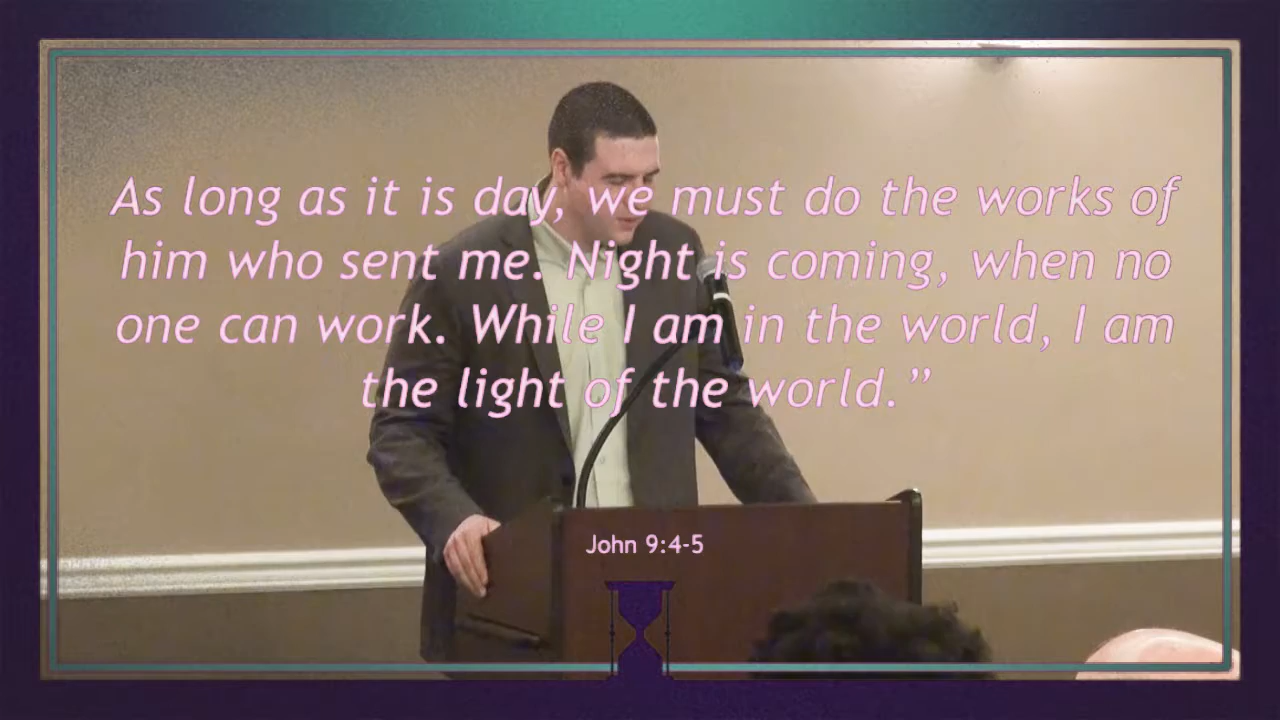 As long as it is day, we must do the works of
him who sent me. Night is coming, when no
one can work. While I am in the world, I am
the light of the world.”
John 9:4-5